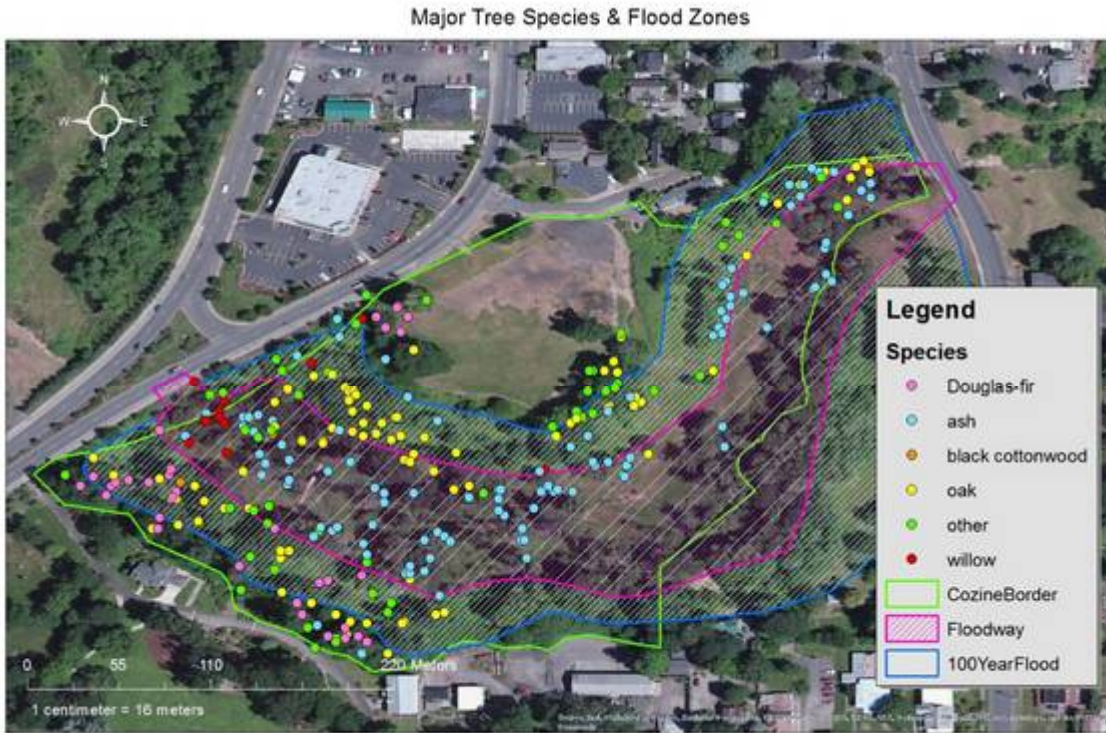 Major Tree Species & Flood Zones
N
W
E
Legend
Species
Douglas-fir
ash
black cottonwood
oak
other
willow
CozineBorder
Floodway
100YearFlood
0 55 110 220 Meters
1 centimeter = 16 meters